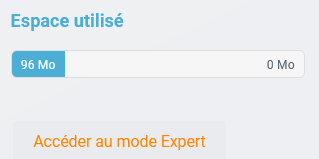 Espace utilisé
96 Mo 0 Mo
Accéder au mode Expert